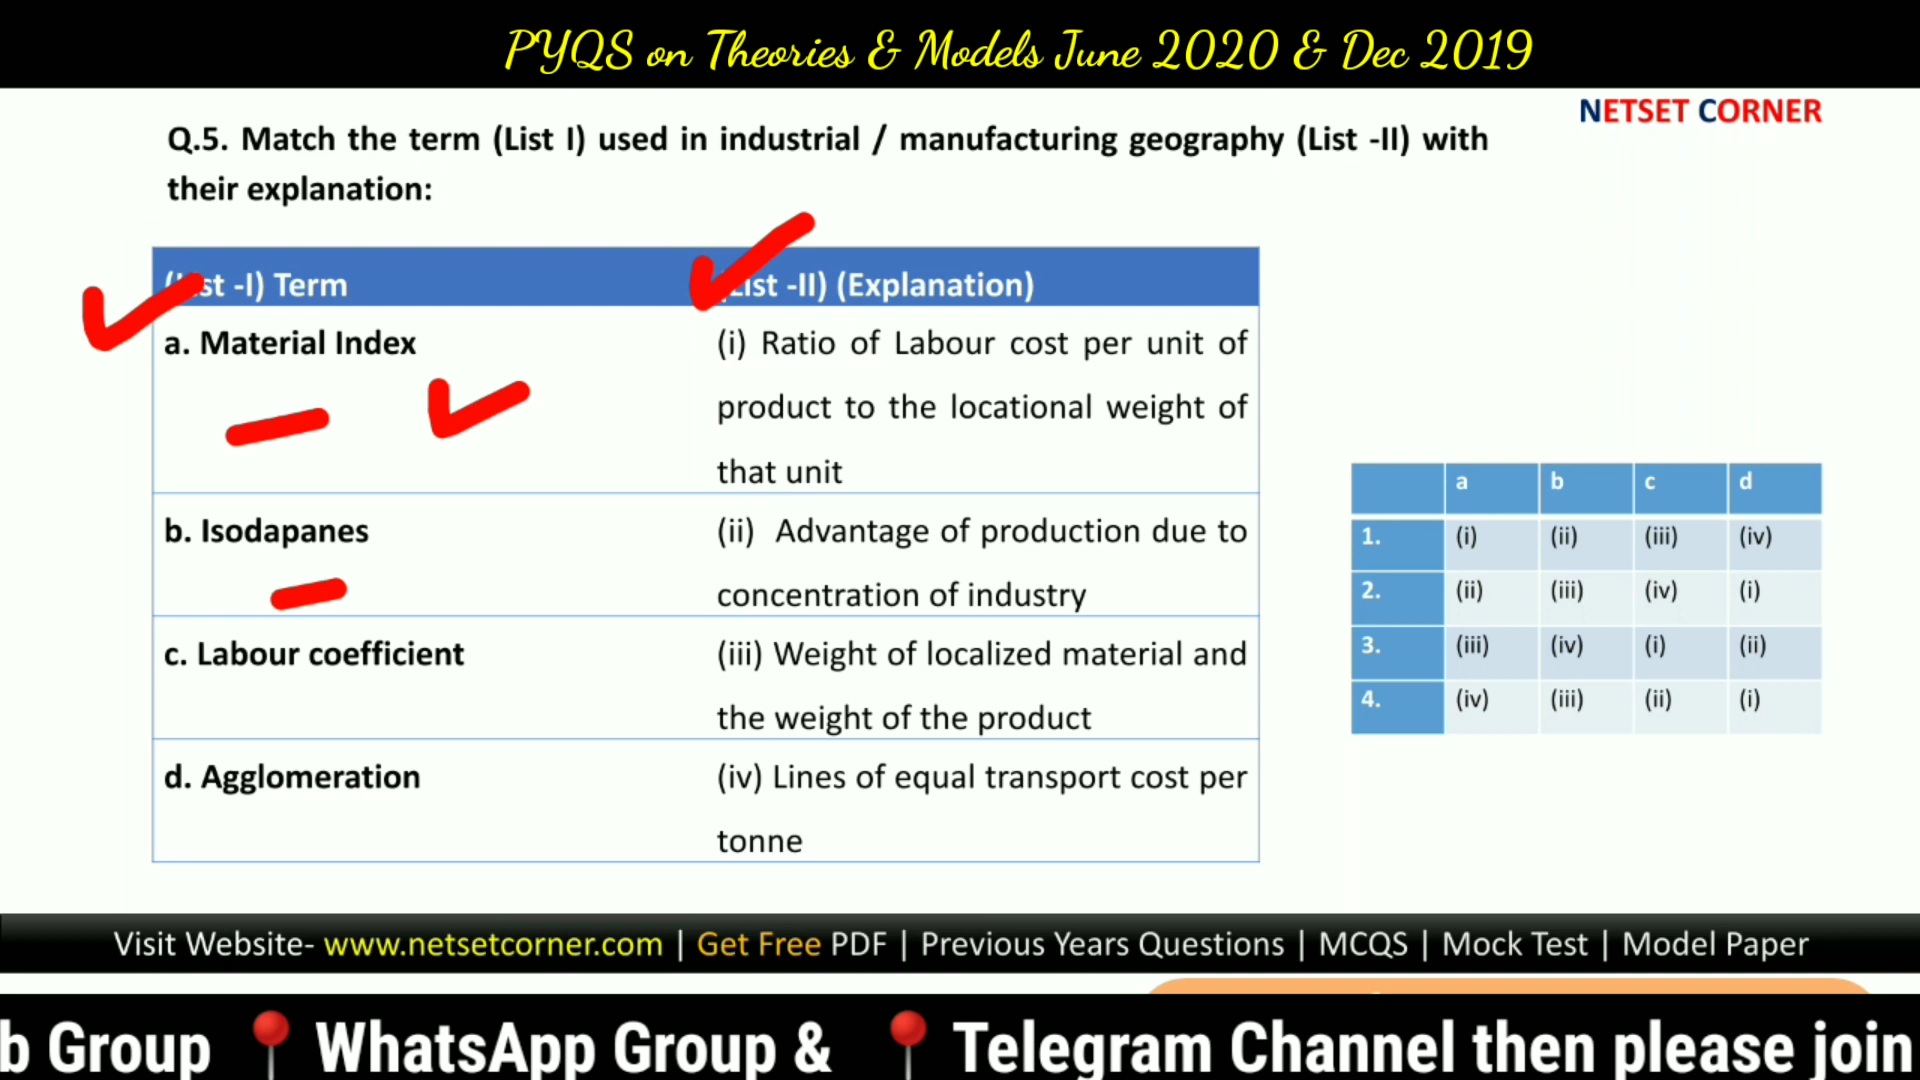 PYQS on Theories & Models June 2020 & Dec 2019
NETSET CORNER
Q.5. Match the term (List I) used in industrial / manufacturing geography (List -II) with
their explanation:
(List -I) Term
(List -II) (Explanation)
a. Material Index
(i) Ratio of Labour cost per unit of
product to the locational weight of
that unit
b. Isodapanes
(ii) Advantage of production due to
concentration of industry
c. Labour coefficient
(iii) Weight of localized material and
the weight of the product
d. Agglomeration
(iv) Lines of equal transport cost per
tonne
a b c d
1. (i) (ii) (iii) (iv)
2. (ii) (iii) (iv) (i)
3. (iii) (iv) (i) (ii)
4. (iv) (iii) (ii) (i)
Visit Website- www.netsetcorner.com | Get Free PDF | Previous Years Questions | MCQS | Mock Test | Model Paper
b Group 📍 WhatsApp Group & 📍 Telegram Channel then please join